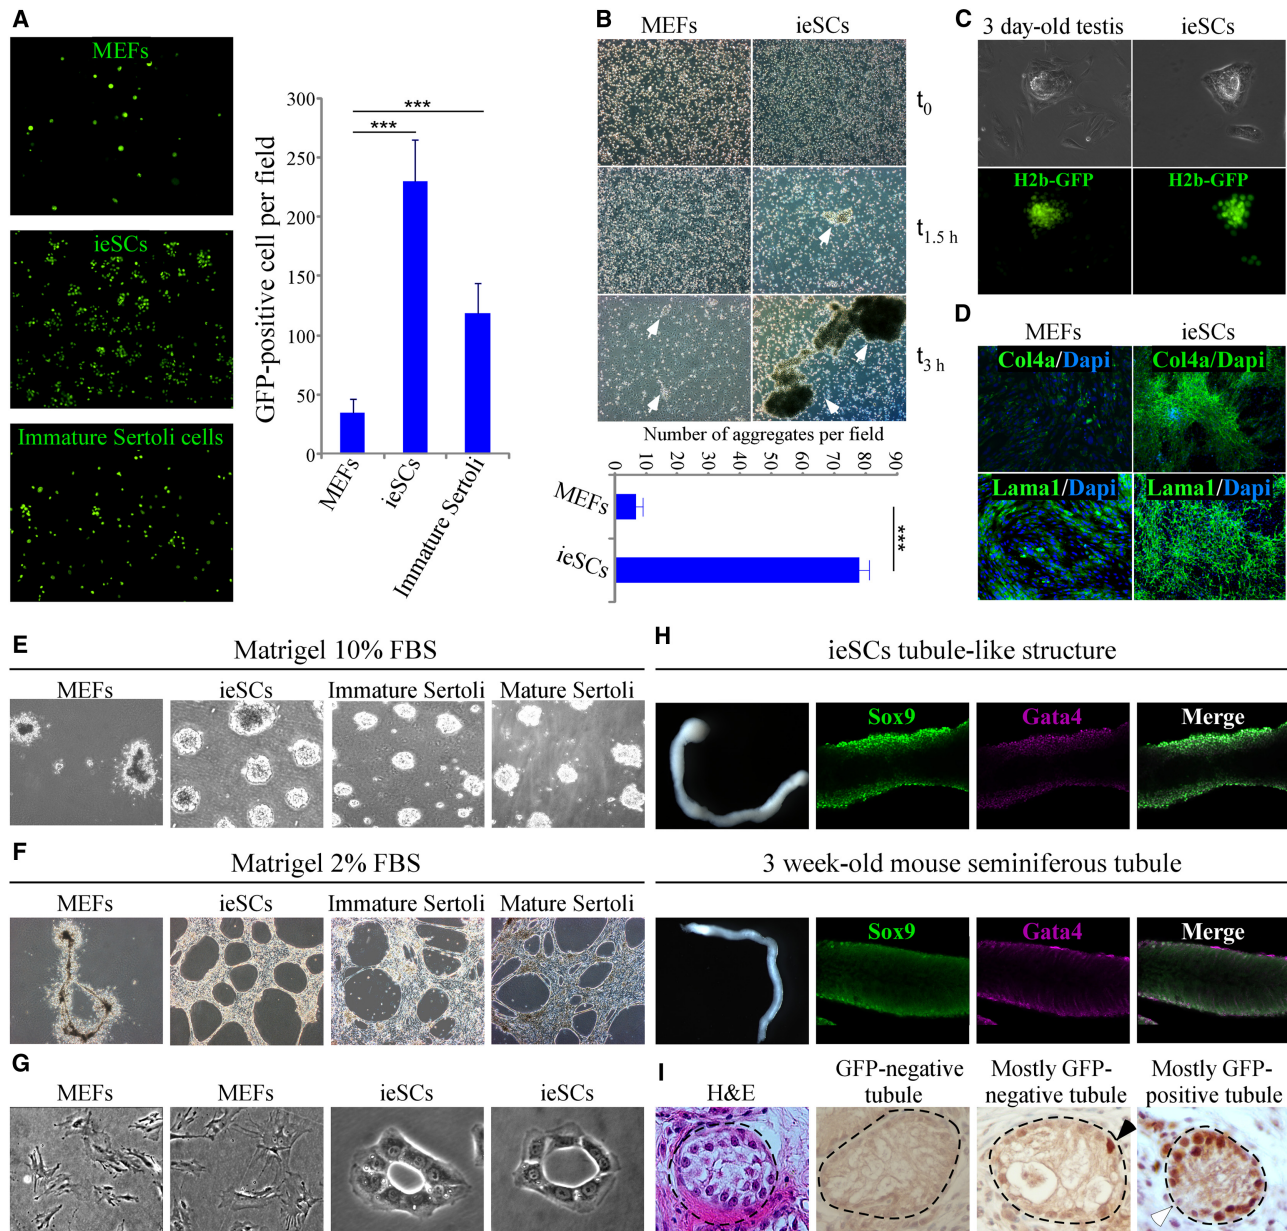 A
MEFs
ieSCs
Immature Sertoli cells
GFP-positive cell per field
300
250
200
150
100
50
0
***
***
MEFs
ieSCs
Immature Sertoli
B
MEFs
ieSCs
t0
t1.5 h
t3 h
Number of aggregates per field
0
10
20
30
40
50
60
70
80
90
MEFs
ieSCs
***
C
3 day-old testis
ieSCs
H2b-GFP
H2b-GFP
D
MEFs
ieSCs
Col4a/Dapi
Col4a/Dapi
Lama1/Dapi
Lama1/Dapi
E
Matrigel 10% FBS
MEFs
ieSCs
Immature Sertoli
Mature Sertoli
F
Matrigel 2% FBS
MEFs
ieSCs
Immature Sertoli
Mature Sertoli
G
MEFs
MEFs
ieSCs
ieSCs
H
ieSCs tubule-like structure
Sox9
Gata4
Merge
3 week-old mouse seminiferous tubule
Sox9
Gata4
Merge
I
H&E
GFP-negative
tubule
Mostly GFP-
negative tubule
Mostly GFP-
positive tubule